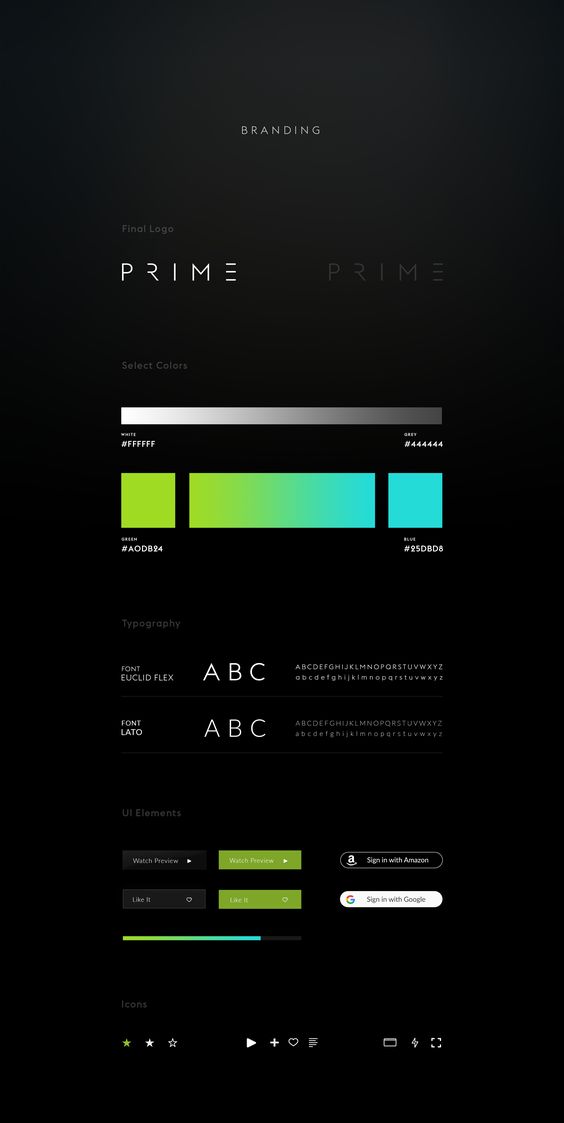 BRANDING
Final Logo
PRIME PRIME
Select Colors
WHITE GREY
#FFFFFF #444444
GREEN BLUE
#AODB24 #25DBD8
Typography
FONT
EUCLID FLEX
ABC
ABCDEFGHIJKLMNOPQRSTUVWXYZ
abcdefghijklmnopqrstuvwxyz
FONT
LATO
ABC
ABCDEFGHIJKLMNOPQRSTUVWXYZ
abcdefghijklmnopqrstuvwxyz
UI Elements
Watch Preview Watch Preview Sign in with Amazon
Like It Like It Sign in with Google
Icons